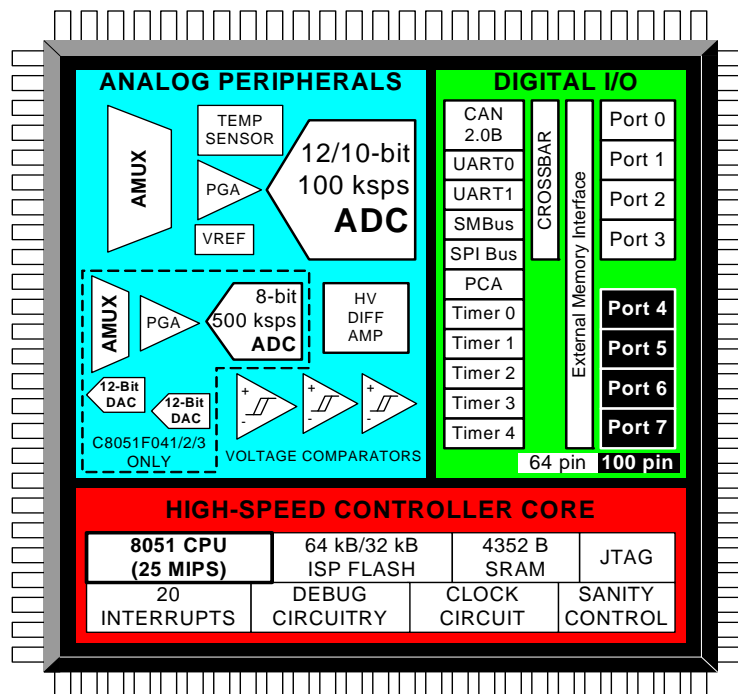 ANALOG PERIPHERALS
AMUX
TEMP
SENSOR
PGA
VREF
12/10-bit
100 ksps
ADC
AMUX
PGA
8-bit
500 ksps
ADC
HV
DIFF
AMP
12-Bit
DAC
12-Bit
DAC
C8051F041/2/3
ONLY
+
-
+
-
+
-
VOLTAGE COMPARATORS
DIGITAL I/O
CAN
2.0B
UART0
UART1
SMBus
SPI Bus
PCA
Timer 0
Timer 1
Timer 2
Timer 3
Timer 4
CROSSBAR
External Memory Interface
Port 0
Port 1
Port 2
Port 3
Port 4
Port 5
Port 6
Port 7
64 pin 100 pin
HIGH-SPEED CONTROLLER CORE
8051 CPU
(25 MIPS)
64 kB/32 kB
ISP FLASH
4352 B
SRAM
JTAG
20
INTERRUPTS
DEBUG
CIRCUITRY
CLOCK
CIRCUIT
SANITY
CONTROL